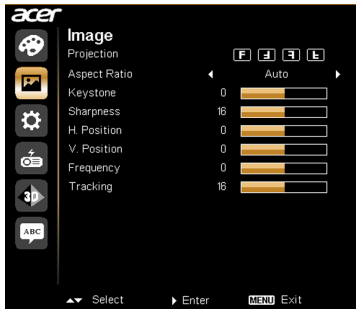 acer
Image
Projection F F F F
Aspect Ratio Auto
Keystone 0
Sharpness 16
H. Position 0
V. Position 0
Frequency 0
Tracking 16
3D
ABC
Select Enter MENU Exit